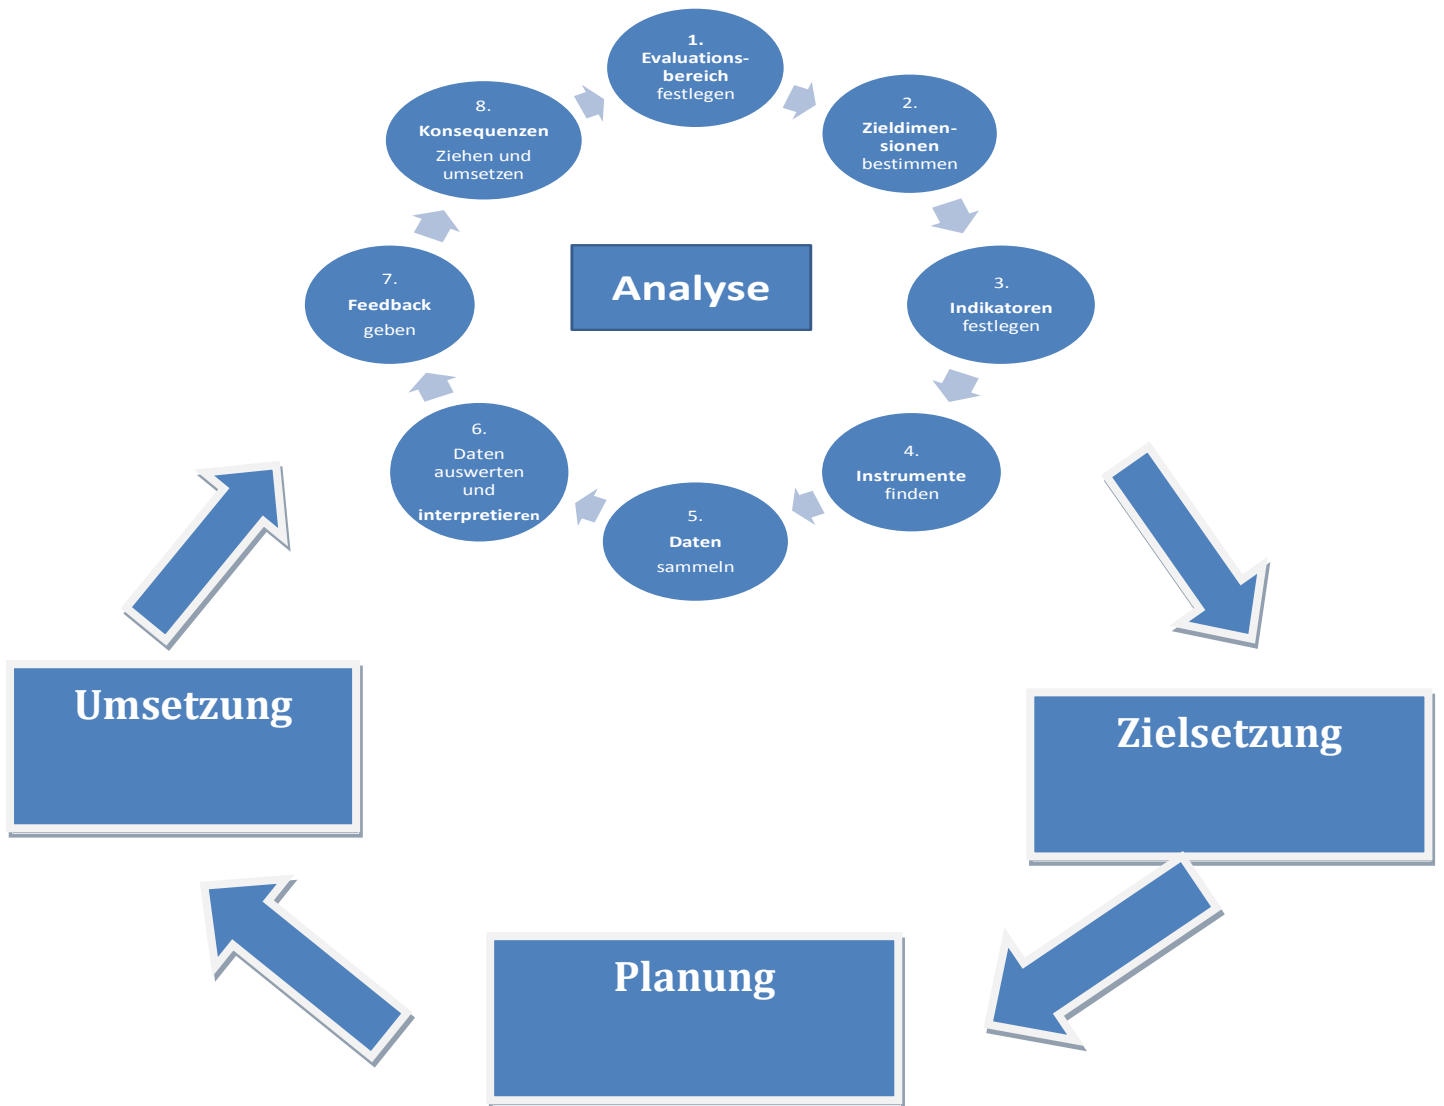 1.
Evaluations-
bereich
festlegen
2.
Zieldimen-
sionen
bestimmen
3.
Indikatoren
festlegen
4.
Instrumente
finden
5.
Daten
sammeln
6.
Daten
auswerten
und
interpretieren
7.
Feedback
geben
8.
Konsequenzen
Ziehen und
umsetzen
Analyse
Zielsetzung
Planung
Umsetzung